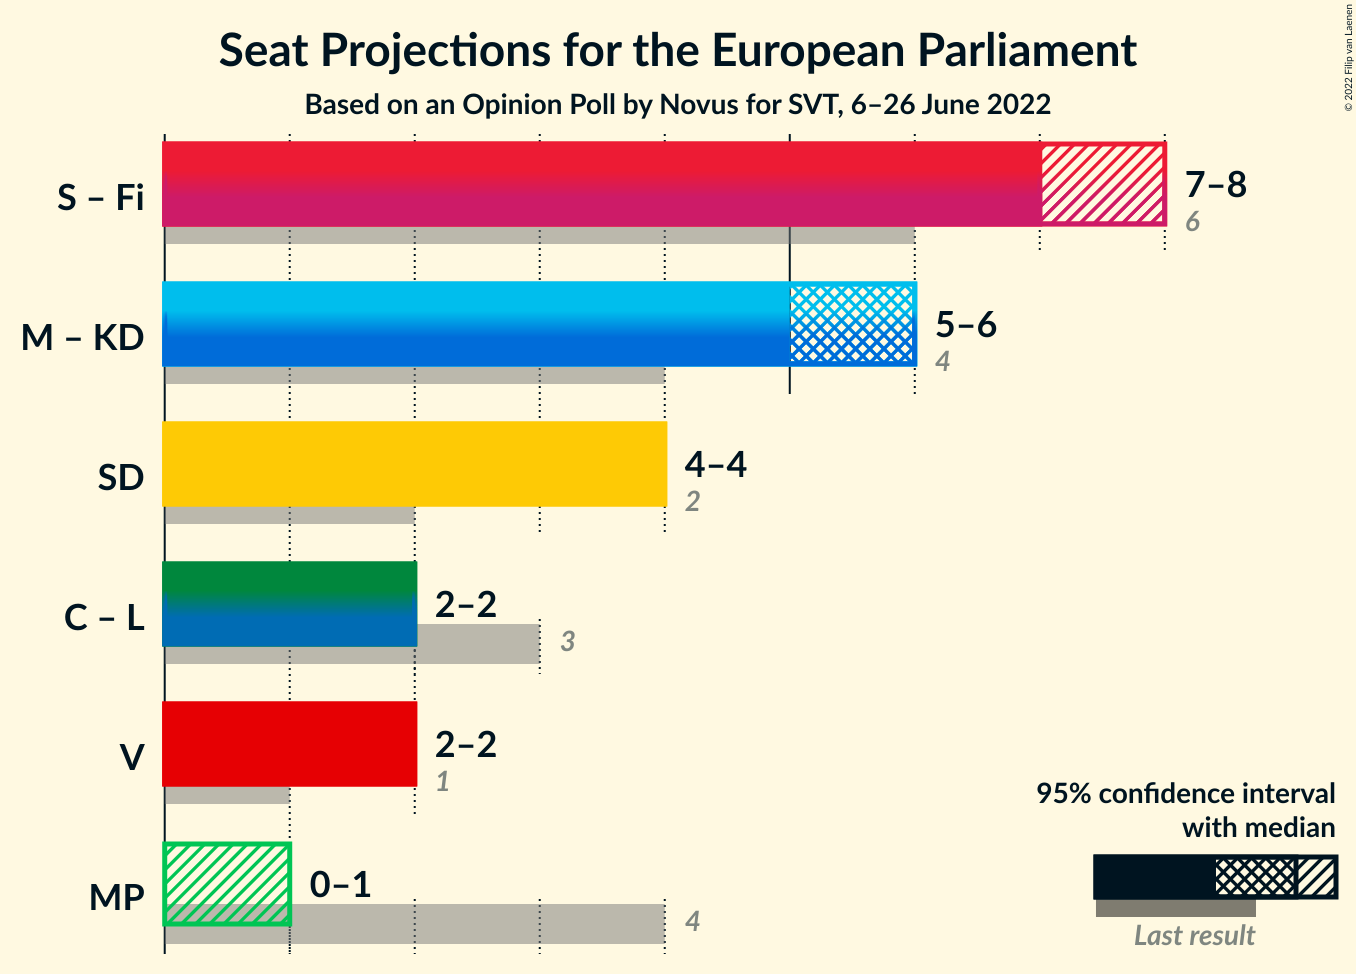 Seat Projections for the European Parliament
Based on an Opinion Poll by Novus for SVT, 6–26 June 2022
© 2022 Filip van Laenen
S – Fi
7–8
6
M – KD
5–6
4
SD
4–4
2
C – L
2–2
3
V
2–2
1
MP
0–1
4
95% confidence interval
with median
Last result